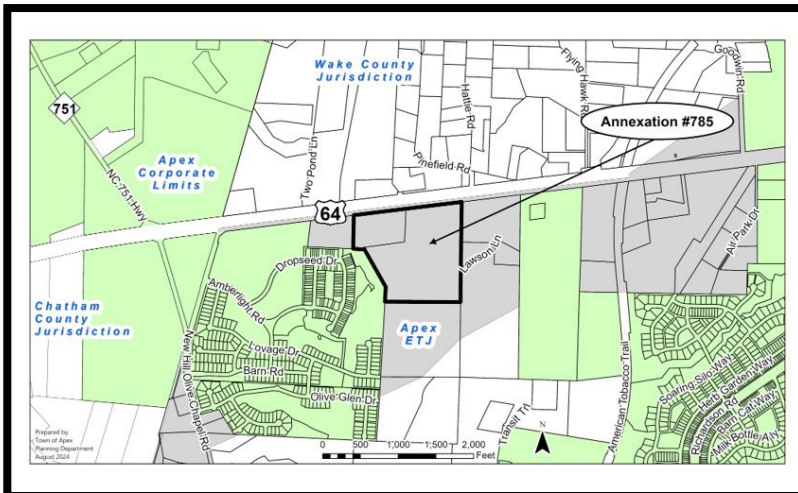 Wake County
Jurisdiction
Goodwin Rd
Flying Hawk Rd
Hattie Rd
751
Annexation #785
Apex
Corporate
Limits
NC 751 Hwy
Two Pond Ln
Pinefield Rd
64
Lawson Ln
Air Park Dr
Dropseed Dr
Amberlight Rd
Chatham
County
Jurisdiction
Apex
ETJ
New Hill Olive Chapel Rd
Lovage Dr
Barn Rd
Olive Glen Dr
American Tobacco Trail
Soaring Silo Way
Herb Garden Way
Richardson Rd
Barn Cat Way
Milk Bottle Aly
Transit Trl
Prepared by
Town of Apex
Planning Department
August 2024
N
0 500 1,000 1,500 2,000
Feet